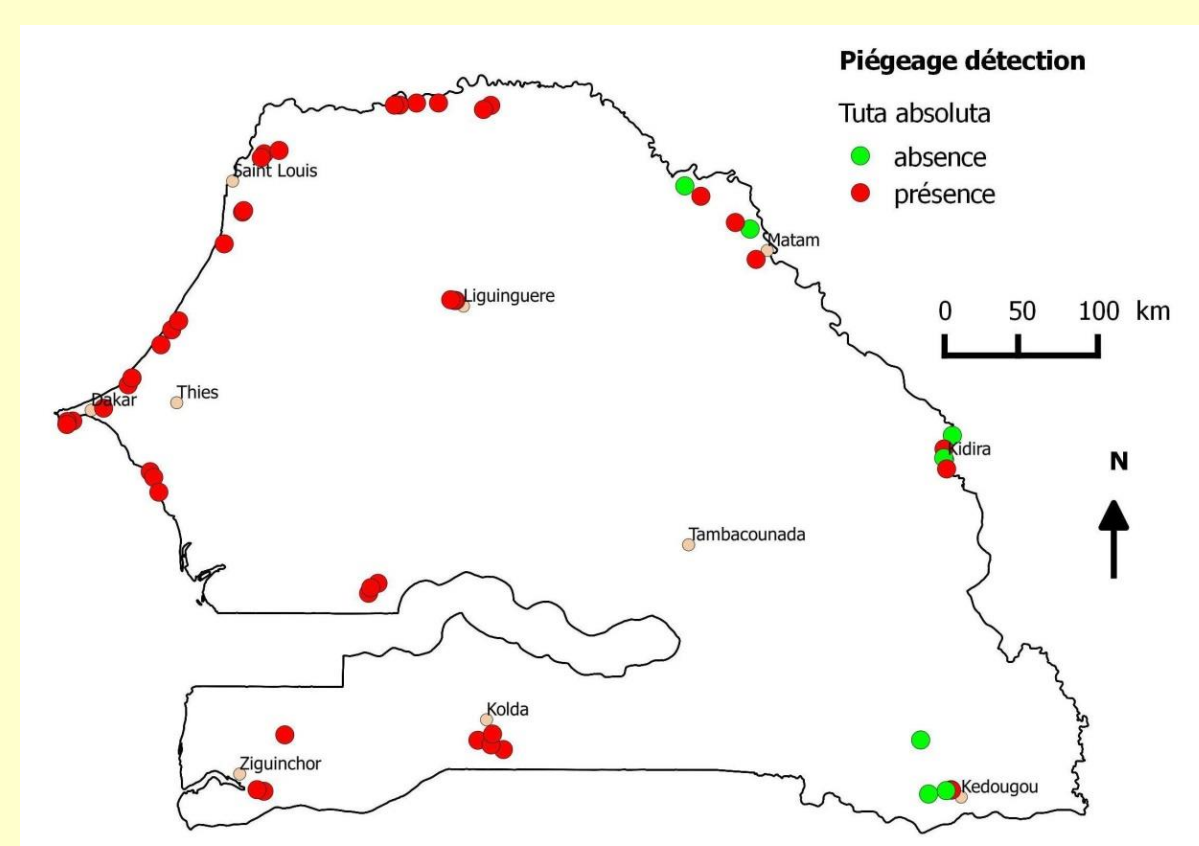 Piégeage détection
Tuta absoluta
absence
présence
Saint Louis
Matam
Liguinguere
0 50 100 km
Thies
Dakar
Kidira
N
Tambacounada
Kolda
Ziguinchor
Kedougou